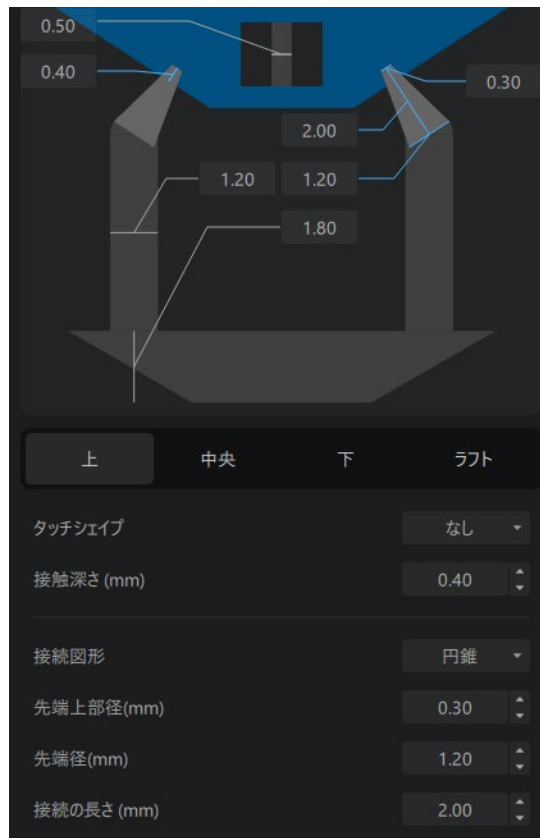 0.50
0.40
0.30
2.00
1.20
1.20
1.80
上 中央 下 ラフト
タッチシェイプ なし
接触深さ (mm) 0.40
接続図形 円錐
先端上部径(mm) 0.30
先端径(mm) 1.20
接続の長さ (mm) 2.00